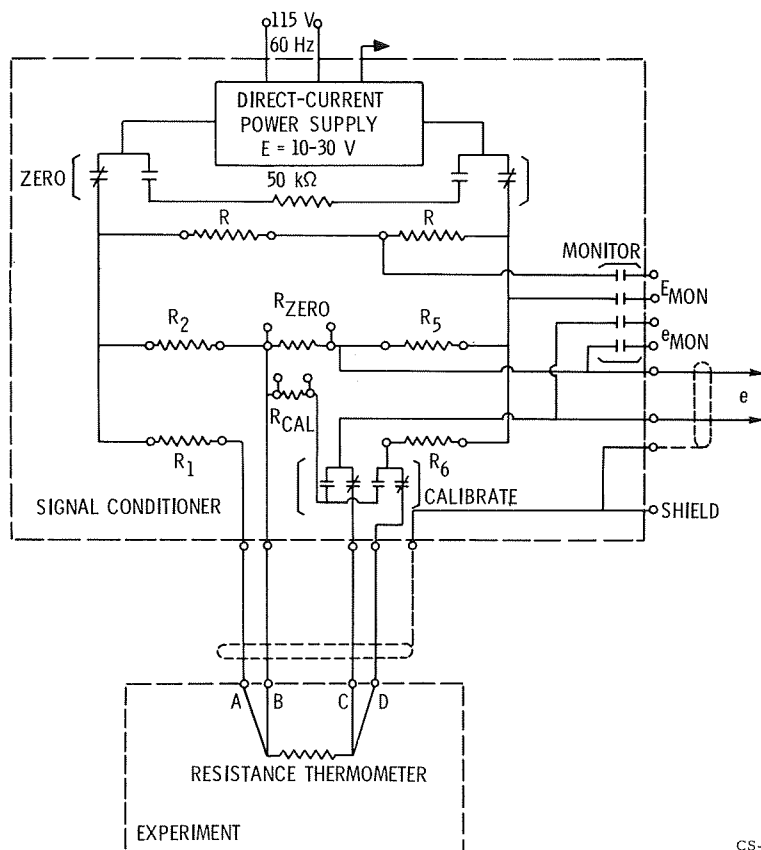 115 V
60 Hz
DIRECT-CURRENT
POWER SUPPLY
E = 10-30 V
ZERO
50 kΩ
R
R
MONITOR
E_MON
R_2
R_ZERO
R_5
e_MON
e
R_CAL
R_1
R_6
SIGNAL CONDITIONER
CALIBRATE
SHIELD
A
B
C
D
RESISTANCE THERMOMETER
EXPERIMENT
CS-